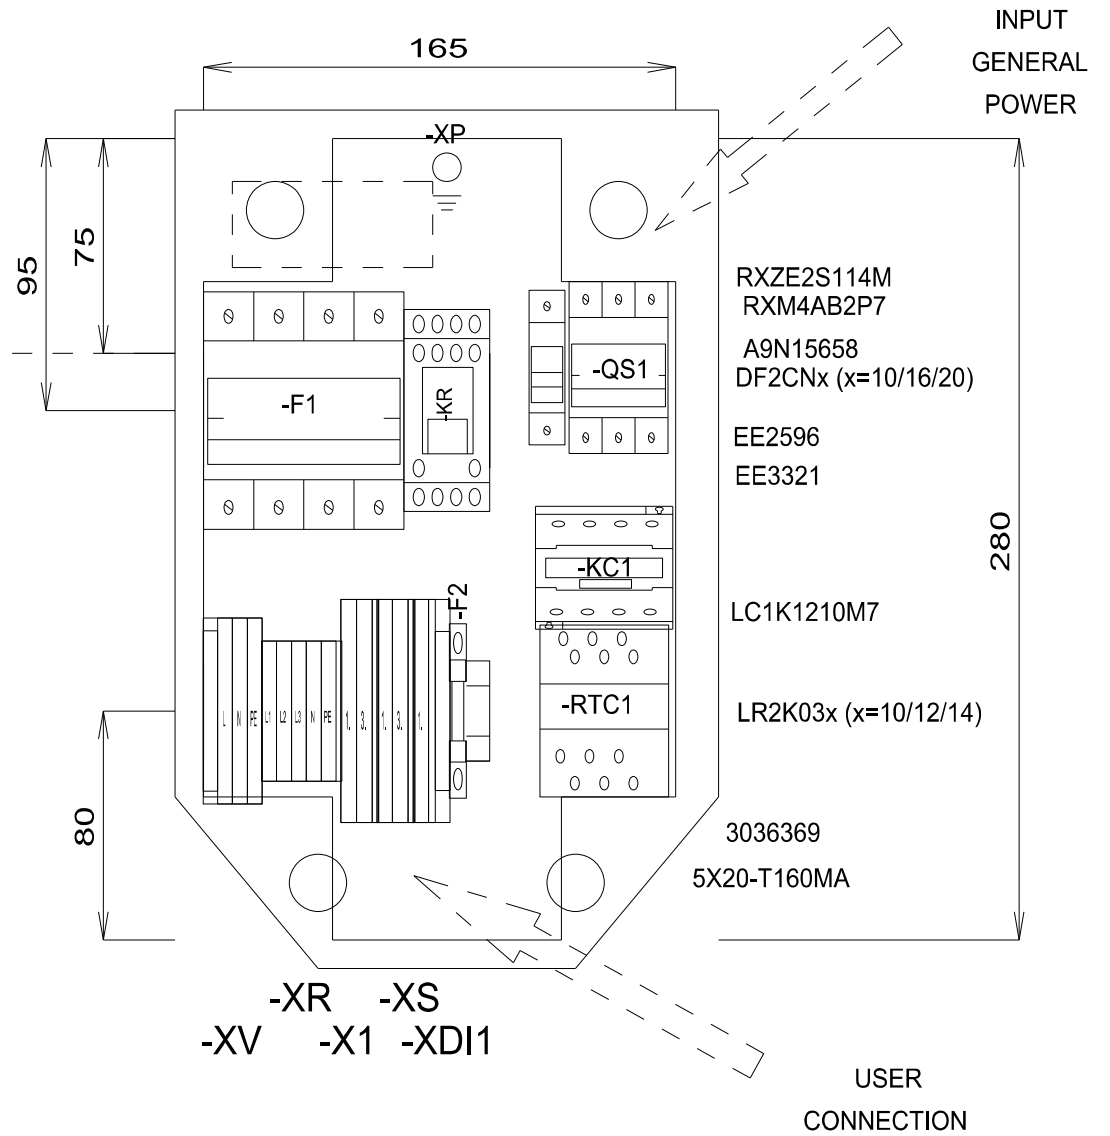 INPUT
GENERAL
POWER
165
-XP
75
95
RXZE2S114M
RXM4AB2P7
A9N15658
DF2CNx (x=10/16/20)
-QS1
-F1
-KR
EE2596
EE3321
280
-KC1
-F2
LC1K1210M7
L N PE L1 L2 L3 N PE 1. 3. 1. 3. 1.
-RTC1
LR2K03x (x=10/12/14)
80
3036369
5X20-T160MA
-XR -XS
-XV -X1 -XDI1
USER
CONNECTION